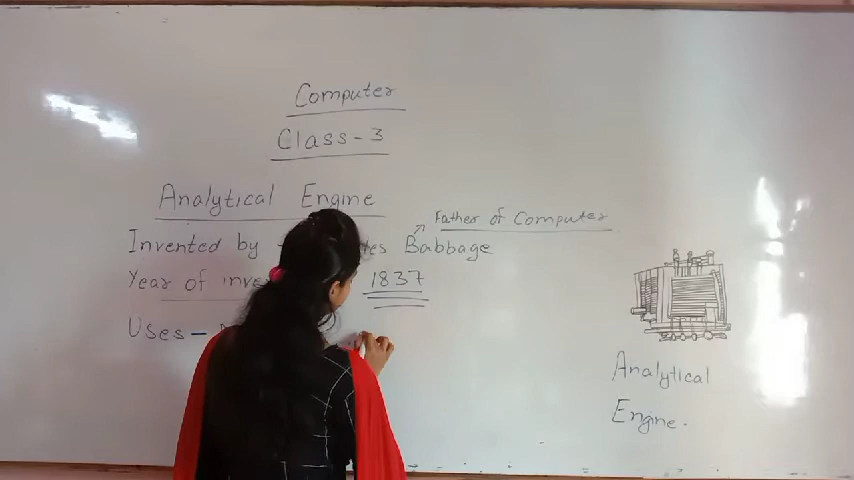 Computer
Class-3
Analytical Engine
Father of Computer
Invented by - Babbage
Year of 1837
Uses-
Analytical
Engine.